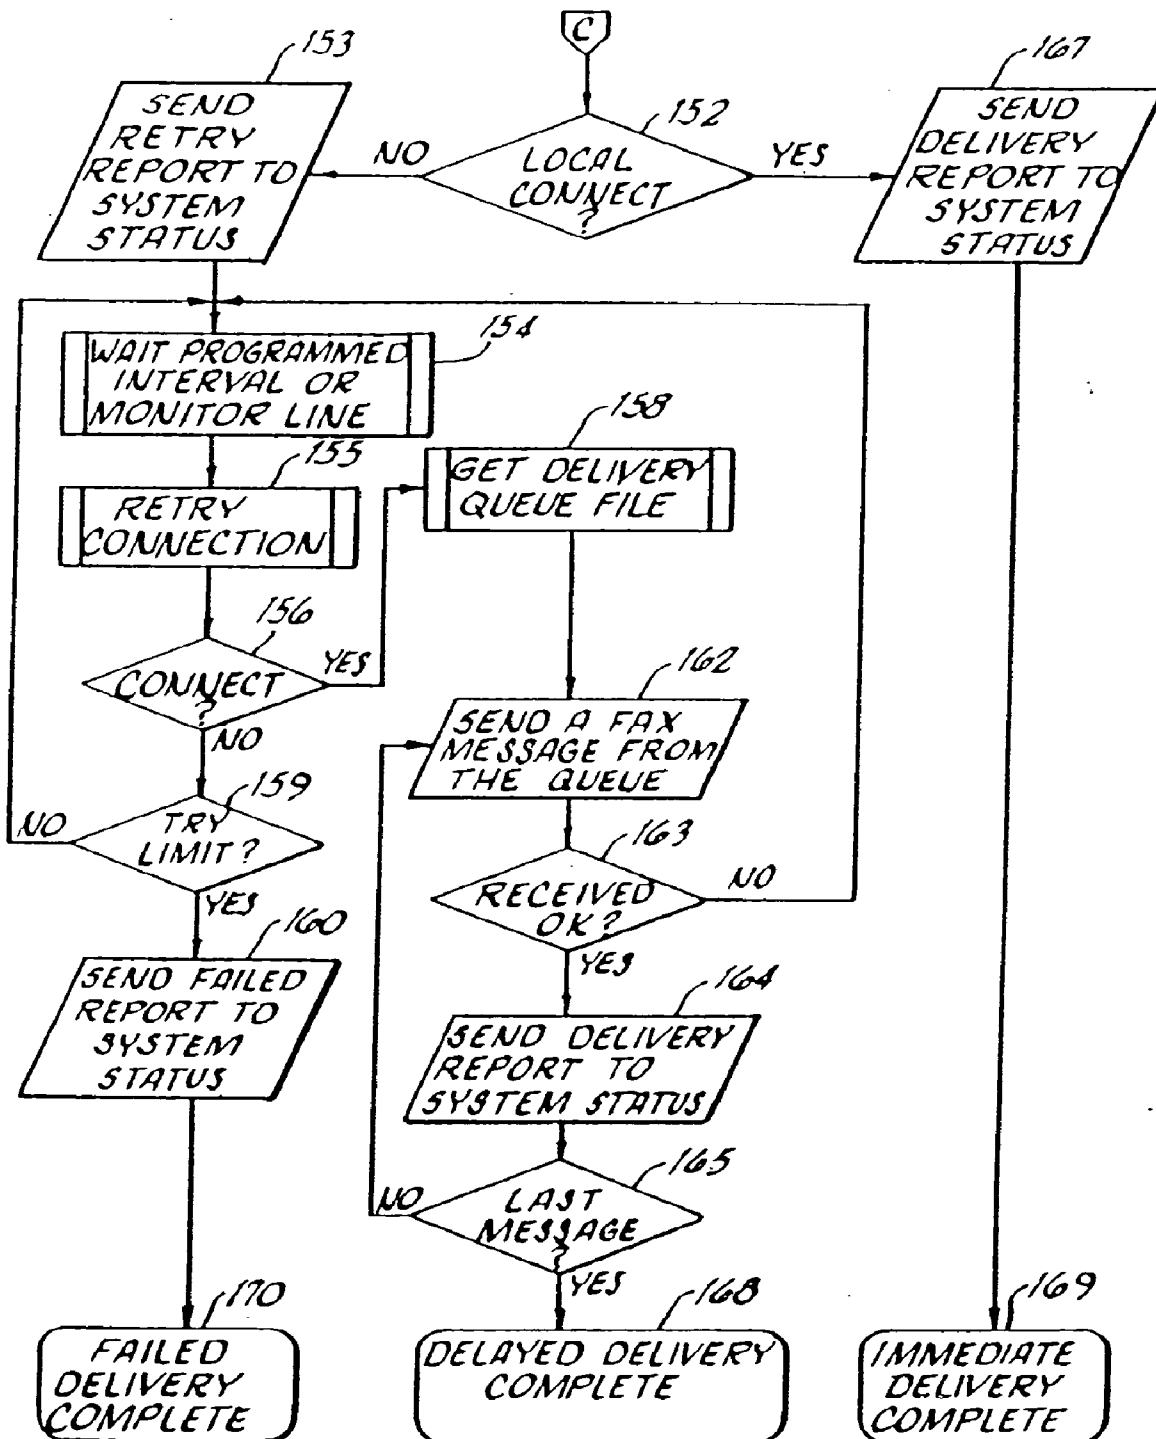 C
153
SEND
RETRY
REPORT TO
SYSTEM
STATUS
NO
152
LOCAL
CONNECT
?
YES
167
SEND
DELIVERY
REPORT TO
SYSTEM
STATUS
154
WAIT PROGRAMMED
INTERVAL OR
MONITOR LINE
155
RETRY
CONNECTION
158
GET DELIVERY
QUEUE FILE
156
CONNECT
?
YES
NO
162
SEND A FAX
MESSAGE FROM
THE QUEUE
159
TRY
LIMIT?
NO
YES
163
RECEIVED
OK?
NO
YES
160
SEND FAILED
REPORT TO
SYSTEM
STATUS
164
SEND DELIVERY
REPORT TO
SYSTEM STATUS
165
LAST
MESSAGE
?
NO
YES
170
FAILED
DELIVERY
COMPLETE
168
DELAYED DELIVERY
COMPLETE
169
IMMEDIATE
DELIVERY
COMPLETE